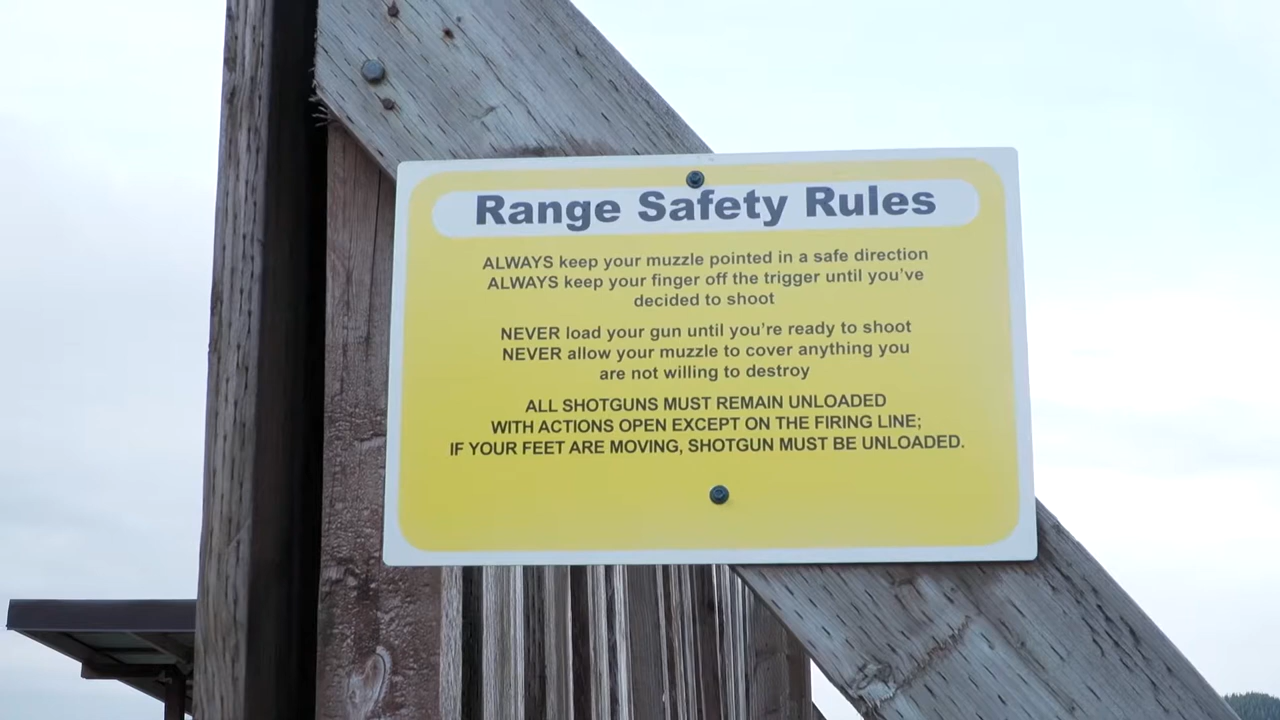 Range Safety Rules
ALWAYS keep your muzzle pointed in a safe direction
ALWAYS keep your finger off the trigger until you've
decided to shoot
NEVER load your gun until you're ready to shoot
NEVER allow your muzzle to cover anything you
are not willing to destroy
ALL SHOTGUNS MUST REMAIN UNLOADED
WITH ACTIONS OPEN EXCEPT ON THE FIRING LINE;
IF YOUR FEET ARE MOVING, SHOTGUN MUST BE UNLOADED.